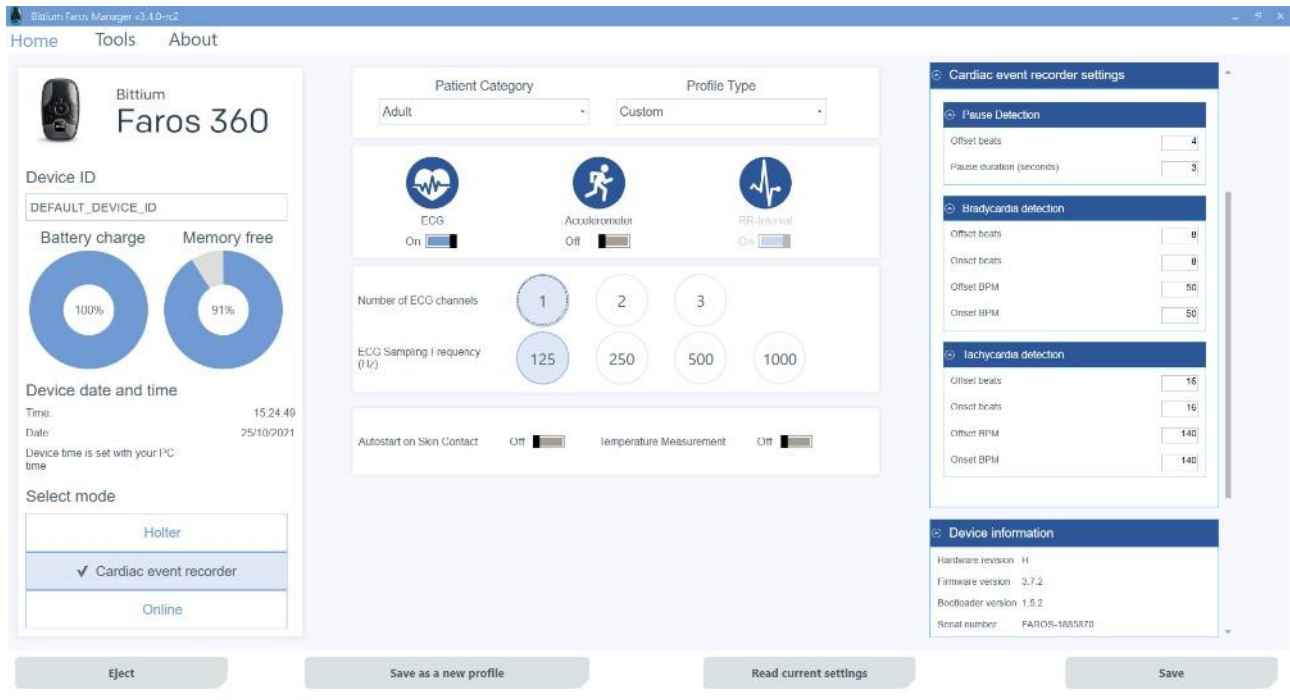 Bittium Faros Manager v3.4.0-rc2
Home Tools About
Bittium
Faros 360
Device ID
DEFAULT_DEVICE_ID
Battery charge Memory free
100% 91%
Device date and time
Time: 15.24.49
Date: 25/10/2021
Device time is set with your PC
time
Select mode
Holter
✓ Cardiac event recorder
Online
Patient Category Profile Type
Adult Custom
ECG Accelerometer RR-Interval
On Off On
Number of ECG channels 1 2 3
ECG Sampling Frequency
(Hz) 125 250 500 1000
Autostart on Skin Contact Off Temperature Measurement Off
Cardiac event recorder settings
Pause Detection
Offset beats 4
Pause duration (seconds) 3
Bradycardia detection
Offset beats 8
Onset beats 8
Offset BPM 50
Onset BPM 50
Tachycardia detection
Offset beats 16
Onset beats 16
Offset BPM 140
Onset BPM 140
Device information
Hardware revision H
Firmware version 3.7.2
Bootloader version 1.5.2
Serial number FAROS-1885870
Eject Save as a new profile Read current settings Save